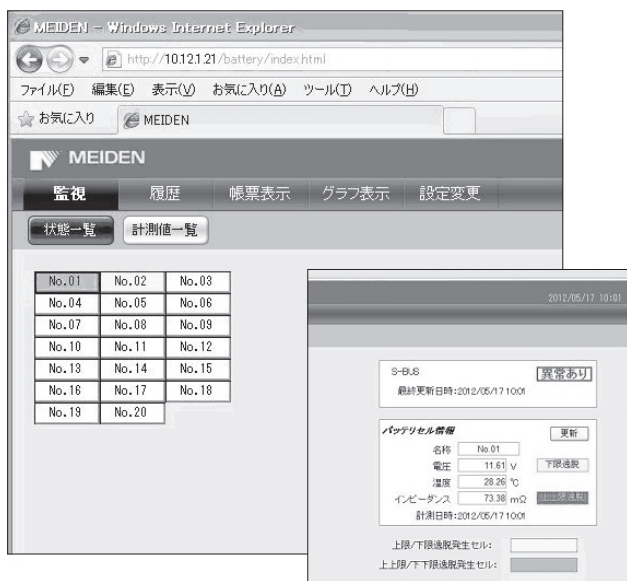 MEIDEN - Windows Internet Explorer
http://10.12.1.21/battery/index.html
ファイル(F) 編集(E) 表示(V) お気に入り(A) ツール(T) ヘルプ(H)
お気に入り MEIDEN
MEIDEN
監視 履歴 帳票表示 グラフ表示 設定変更
状態一覧 計測値一覧
No.01 No.02 No.03
No.04 No.05 No.06
No.07 No.08 No.09
No.10 No.11 No.12
No.13 No.14 No.15
No.16 No.17 No.18
No.19 No.20
2012/05/17 10:01
S-BUS 異常あり
最終更新日時:2012/05/17 10:01
バッテリセル情報 更新
名称 No.01
電圧 11.61 V 下限逸脱
温度 28.26 ℃
インピーダンス 73.38 mΩ 上上限逸脱
計測日時:2012/05/17 10:01
上限/下限逸脱発生セル:
上上限/下下限逸脱発生セル: